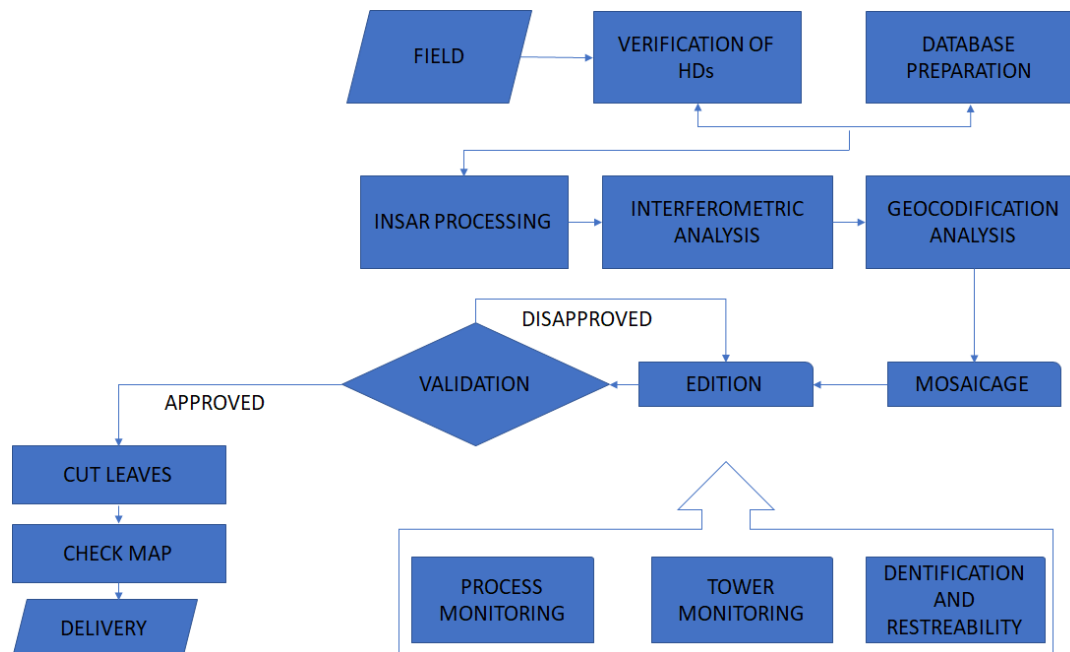 FIELD
VERIFICATION OF
HDs
DATABASE
PREPARATION
INSAR PROCESSING
INTERFEROMETRIC
ANALYSIS
GEOCODIFICATION
ANALYSIS
DISAPPROVED
VALIDATION
EDITION
MOSAICAGE
APPROVED
CUT LEAVES
CHECK MAP
DELIVERY
PROCESS
MONITORING
TOWER
MONITORING
DENTIFICATION
AND
RESTREABILITY